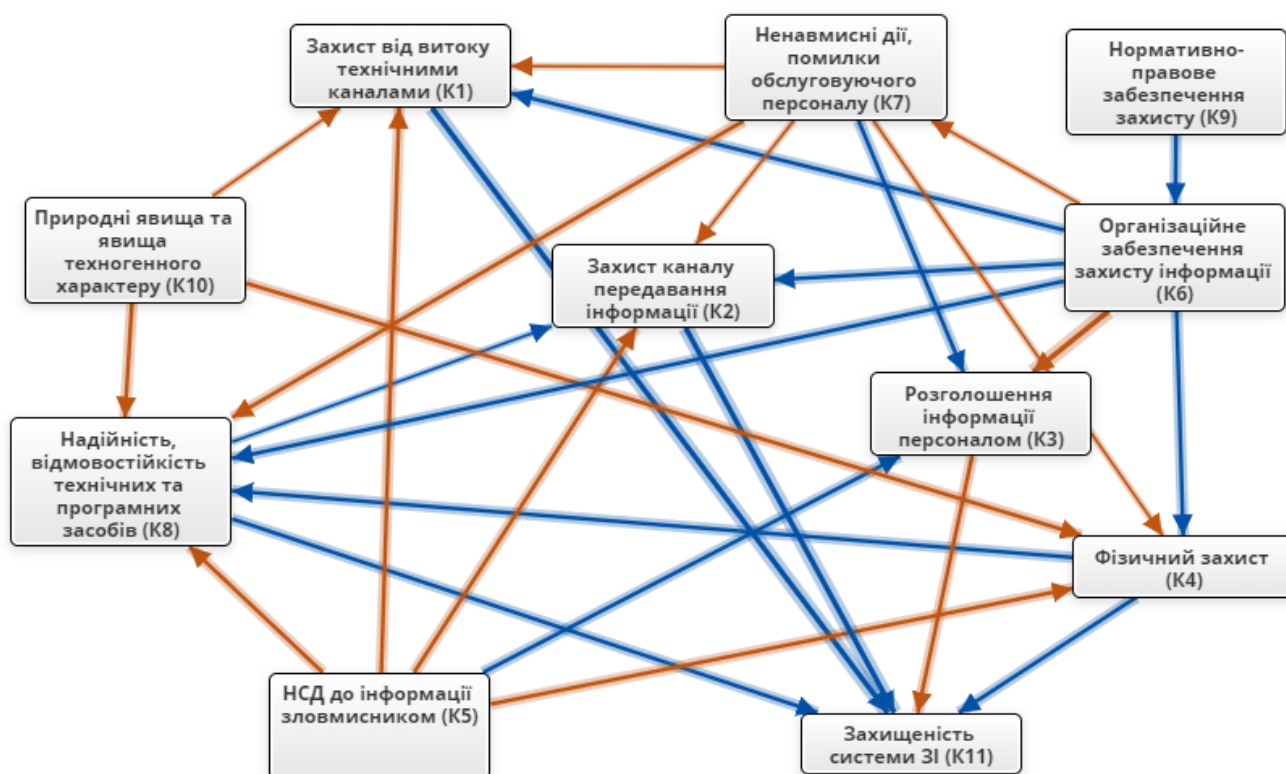 Захист від витоку
технічними
каналами (К1)
Ненавмисні дії,
помилки
обслуговуючого
персоналу (К7)
Нормативно-
правове
забезпечення
захисту (К9)
Природні явища та
явища
техногенного
характеру (К10)
Захист каналу
передавання
інформації (К2)
Організаційне
забезпечення
захисту інформації
(К6)
Розголошення
інформації
персоналом (К3)
Надійність,
відмовостійкість
технічних та
програмних
засобів (К8)
Фізичний захист
(К4)
НСД до інформації
зловмисником (К5)
Захищеність
системи ЗІ (К11)